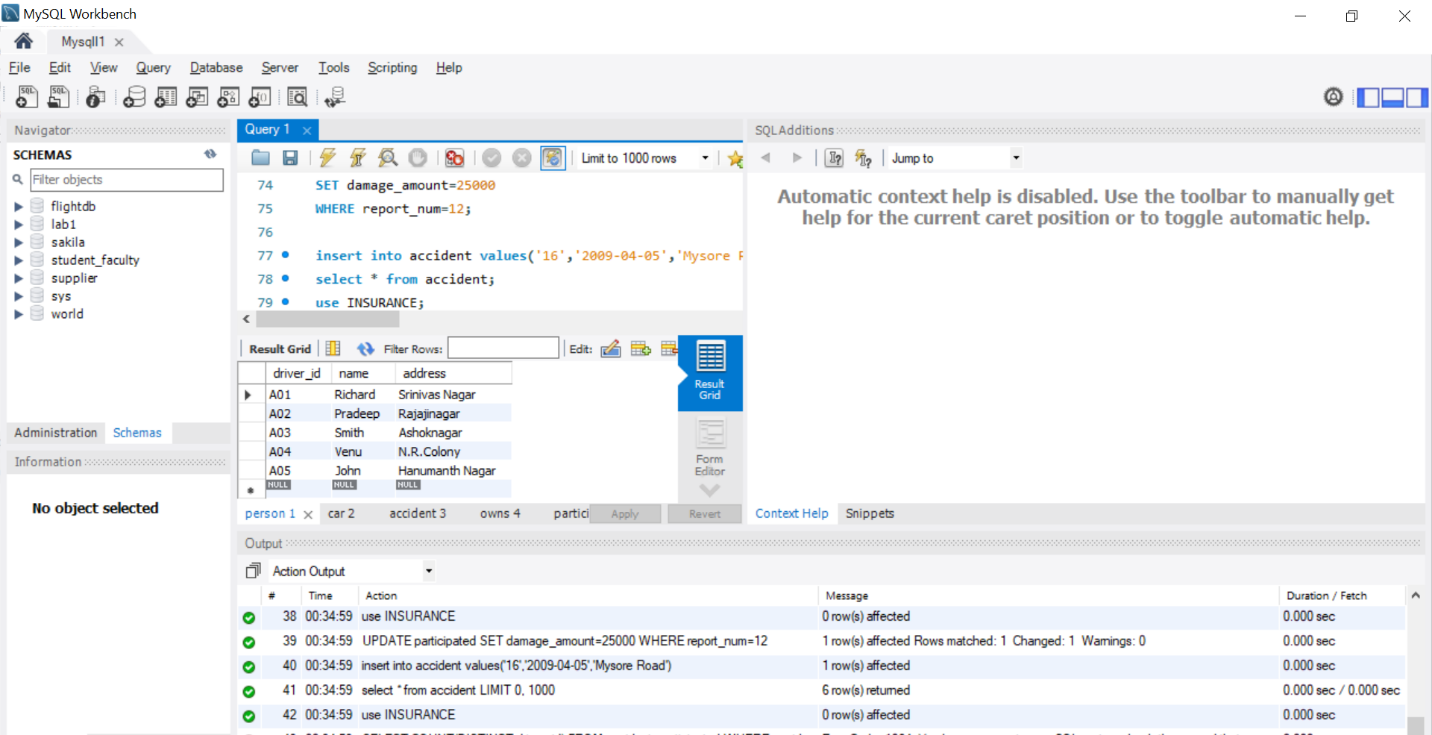 MySQL Workbench
Mysqll1
File Edit View Query Database Server Tools Scripting Help
Navigator
SCHEMAS
Filter objects
flightdb
lab1
sakila
student_faculty
supplier
sys
world
Administration Schemas
Information
No object selected
Query 1
Limit to 1000 rows
74 SET damage_amount=25000
75 WHERE report_num=12;
76
77 insert into accident values('16','2009-04-05','Mysore
78 select * from accident;
79 use INSURANCE;
Result Grid Filter Rows: Edit:
driver_id name address
A01 Richard Srinivas Nagar
A02 Pradeep Rajajinagar
A03 Smith Ashoknagar
A04 Venu N.R.Colony
A05 John Hanumanth Nagar
NULL NULL NULL
Result
Grid
Form
Editor
person 1 car 2 accident 3 owns 4 partici Apply Revert
SQLAdditions
Jump to
Automatic context help is disabled. Use the toolbar to manually get
help for the current caret position or to toggle automatic help.
Context Help Snippets
Output
Action Output
# Time Action Message Duration / Fetch
38 00:34:59 use INSURANCE 0 row(s) affected 0.000 sec
39 00:34:59 UPDATE participated SET damage_amount=25000 WHERE report_num=12 1 row(s) affected Rows matched: 1 Changed: 1 Warnings: 0 0.000 sec
40 00:34:59 insert into accident values('16','2009-04-05','Mysore Road') 1 row(s) affected 0.000 sec
41 00:34:59 select * from accident LIMIT 0, 1000 6 row(s) returned 0.000 sec / 0.000 sec
42 00:34:59 use INSURANCE 0 row(s) affected 0.000 sec